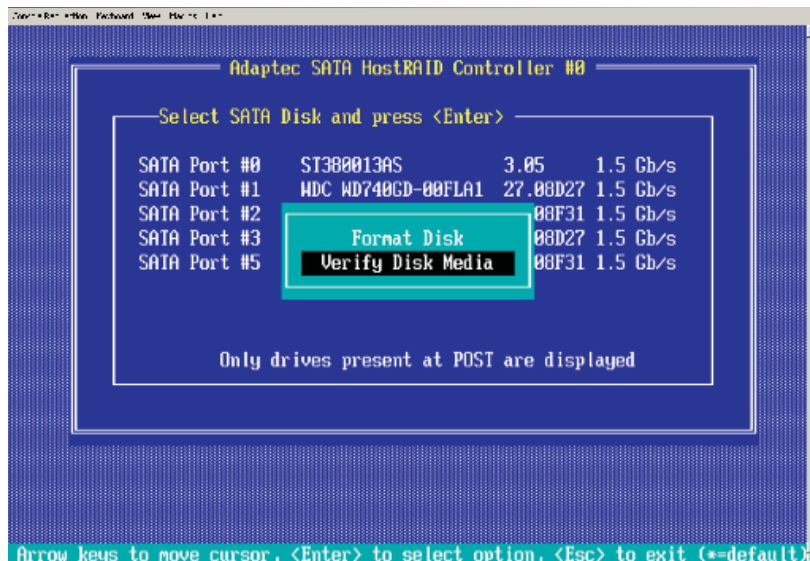 Adaptec SATA HostRAID Controller #0
Select SATA Disk and press <Enter>
SATA Port #0 ST380013AS 3.05 1.5 Gb/s
SATA Port #1 WDC WD740GD-00FLA1 27.08D27 1.5 Gb/s
SATA Port #2 08F31 1.5 Gb/s
SATA Port #3 Format Disk 08D27 1.5 Gb/s
SATA Port #5 Verify Disk Media 08F31 1.5 Gb/s
Only drives present at POST are displayed
Arrow keys to move cursor, <Enter> to select option, <Esc> to exit (*=default)